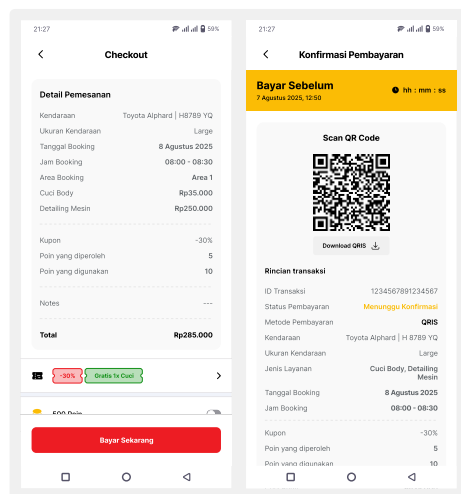 21:27
59%
Checkout
Detail Pemesanan
Kendaraan Toyota Alphard | H8789 YQ
Ukuran Kendaraan Large
Tanggal Booking 8 Agustus 2025
Jam Booking 08:00 - 08:30
Area Booking Area 1
Cuci Body Rp35.000
Detailing Mesin Rp250.000
Kupon -30%
Poin yang diperoleh 5
Poin yang digunakan 10
Notes ---
Total Rp285.000
-30% Gratis 1x Cuci
500 Poin
Bayar Sekarang
21:27
59%
Konfirmasi Pembayaran
Bayar Sebelum
7 Agustus 2025, 12:50
hh : mm : ss
Scan QR Code
Download QRIS
Rincian transaksi
ID Transaksi 1234567891234567
Status Pembayaran Menunggu Konfirmasi
Metode Pembayaran QRIS
Kendaraan Toyota Alphard | H 8789 YQ
Ukuran Kendaraan Large
Jenis Layanan Cuci Body, Detailing
Mesin
Tanggal Booking 8 Agustus 2025
Jam Booking 08:00 - 08:30
Kupon -30%
Poin yang diperoleh 5
Poin yang digunakan 10